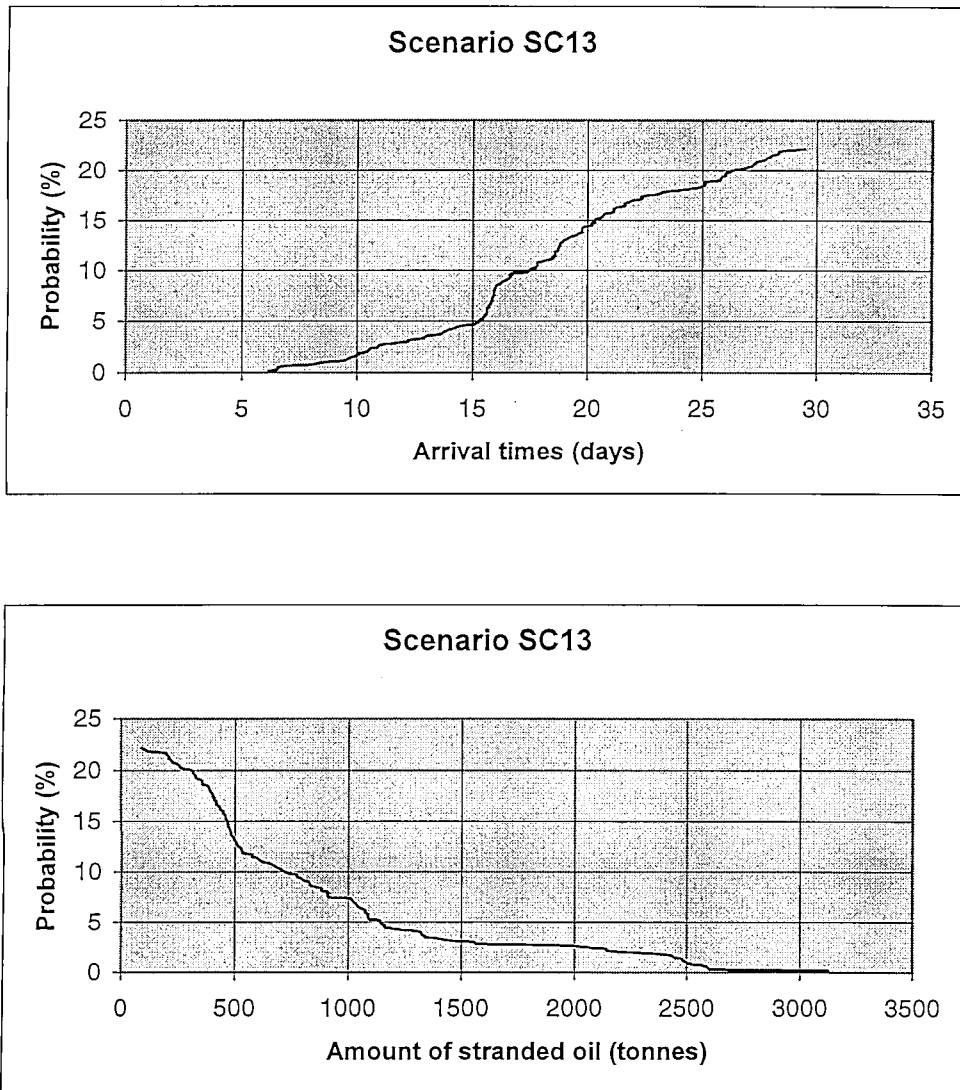 Scenario SC13
25
20
15
10
5
0
Probability (%)
0 5 10 15 20 25 30 35
Arrival times (days)
Scenario SC13
25
20
15
10
5
0
Probability (%)
0 500 1000 1500 2000 2500 3000 3500
Amount of stranded oil (tonnes)